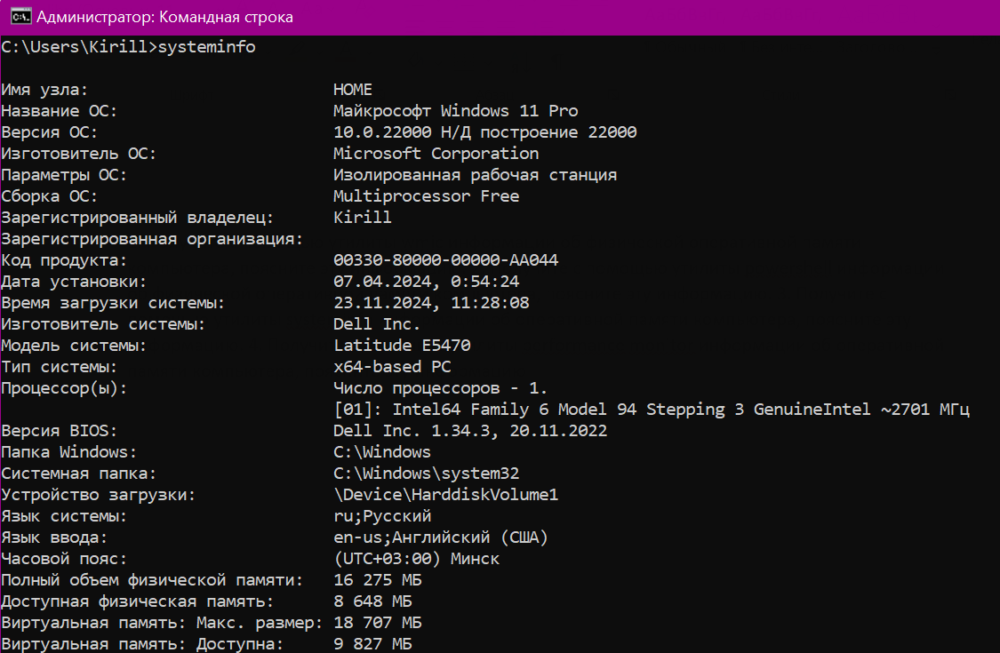 Администратор: Командная строка
C:\Users\Kirill>systeminfo
Имя узла: HOME
Название ОС: Майкрософт Windows 11 Pro
Версия ОС: 10.0.22000 Н/Д построение 22000
Изготовитель ОС: Microsoft Corporation
Параметры ОС: Изолированная рабочая станция
Сборка ОС: Multiprocessor Free
Зарегистрированный владелец: Kirill
Зарегистрированная организация:
Код продукта: 00330-80000-00000-AA044
Дата установки: 07.04.2024, 0:54:24
Время загрузки системы: 23.11.2024, 11:28:08
Изготовитель системы: Dell Inc.
Модель системы: Latitude E5470
Тип системы: x64-based PC
Процессор(ы): Число процессоров - 1.
[01]: Intel64 Family 6 Model 94 Stepping 3 GenuineIntel ~2701 МГц
Версия BIOS: Dell Inc. 1.34.3, 20.11.2022
Папка Windows: C:\Windows
Системная папка: C:\Windows\system32
Устройство загрузки: \Device\HarddiskVolume1
Язык системы: ru;Русский
Язык ввода: en-us;Английский (США)
Часовой пояс: (UTC+03:00) Минск
Полный объем физической памяти: 16 275 МБ
Доступная физическая память: 8 648 МБ
Виртуальная память: Макс. размер: 18 707 МБ
Виртуальная память: Доступна: 9 827 МБ